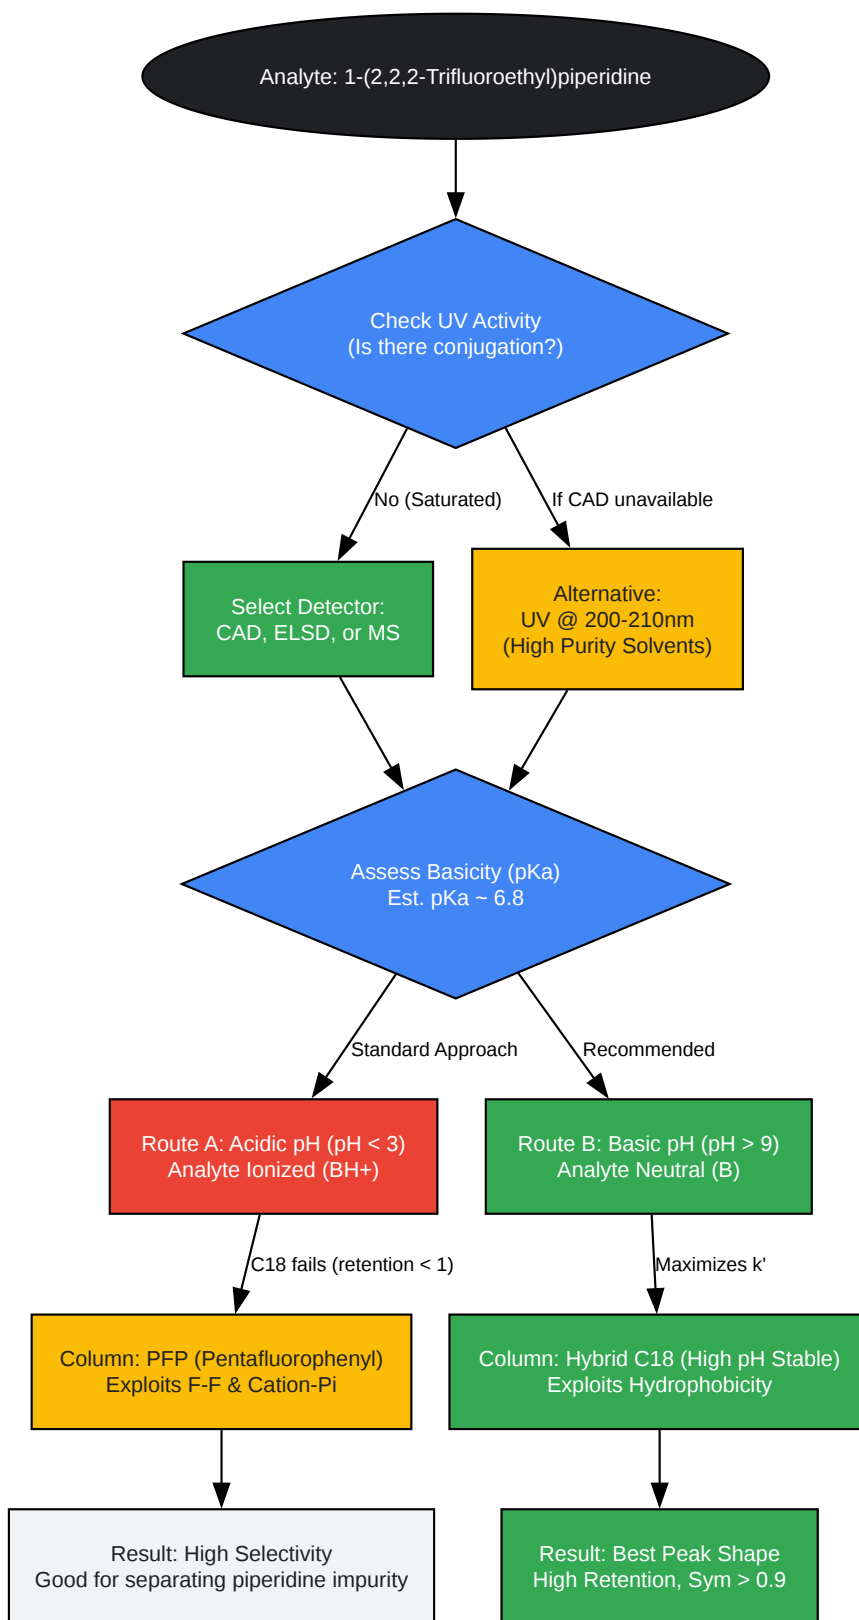 Analyte: 1-(2,2,2-Trifluoroethyl)piperidine
Check UV Activity
(Is there conjugation?)
No (Saturated)
If CAD unavailable
Select Detector:
CAD, ELSD, or MS
Alternative:
UV @ 200-210nm
(High Purity Solvents)
Assess Basicity (pKa)
Est. pKa ~ 6.8
Standard Approach
Recommended
Route A: Acidic pH (pH < 3)
Analyte Ionized (BH+)
Route B: Basic pH (pH > 9)
Analyte Neutral (B)
C18 fails (retention < 1)
Maximizes k'
Column: PFP (Pentafluorophenyl)
Exploits F-F & Cation-Pi
Column: Hybrid C18 (High pH Stable)
Exploits Hydrophobicity
Result: High Selectivity
Good for separating piperidine impurity
Result: Best Peak Shape
High Retention, Sym > 0.9